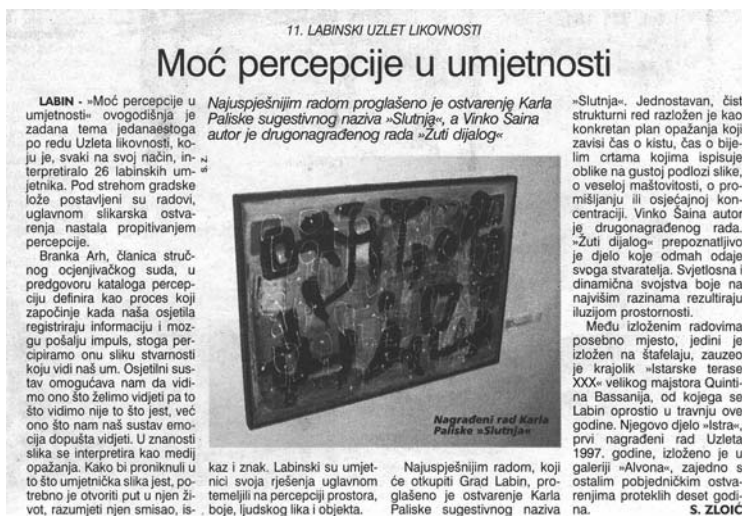 11. LABINSKI UZLET LIKOVNOSTI
Moć percepcije u umjetnosti
Najuspješnijim radom proglašeno je ostvarenje Karla
Paliske sugestivnog naziva »Slutnja«, a Vinko Šaina
autor je drugonagrađenog rada »Žuti dijalog«
LABIN - »Moć percepcije u
umjetnosti« ovogodišnja je
zadana tema jedanaestoga
po redu Uzleta likovnosti, ko-
ju je, svaki na svoj način, in-
terpretiralo 26 labinskih um-
jetnika. Pod strehom gradske
lože postavljeni su radovi,
uglavnom slikarska ostva-
renja nastala propitivanjem
percepcije.
Branka Arh, članica struč-
nog ocjenjivačkog suda, u
predgovoru kataloga percep-
ciju definira kao proces koji
započinje kada naša osjetila
registriraju informaciju i moz-
gu pošalju impuls, stoga per-
cipiramo onu sliku stvarnosti
koju vidi naš um. Osjetilni sus-
tav omogućava nam da vidi-
mo ono što želimo vidjeti pa to
što vidimo nije to što jest, već
ono što nam naš sustav emo-
cija dopušta vidjeti. U znanosti
slika se interpretira kao medij
opažanja. Kako bi proniknuli u
to što umjetnička slika jest, po-
trebno je otvoriti put u njen ži-
vot, razumjeti njen smisao, is-
S. Z.
Nagrađeni rad Karla
Paliske »Slutnja«
kaz i znak. Labinski su umjet-
nici svoja rješenja uglavnom
temeljili na percepciji prostora,
boje, ljudskog lika i objekta.
Najuspješnijim radom, koji
će otkupiti Grad Labin, pro-
glašeno je ostvarenje Karla
Paliske sugestivnog naziva
»Slutnja«. Jednostavan, čist
strukturni red razložen je kao
konkretan plan opažanja koji
zavisi čas o kistu, čas o bije-
lim crtama kojima ispisuje
oblike na gustoj podlozi slike,
o veseloj maštovitosti, o pro-
mišljanju ili osjećajnoj kon-
centraciji. Vinko Šaina autor
je drugonagrađenog rada.
»Žuti dijalog« prepoznatljivo
je djelo koje odmah odaje
svoga stvaratelja. Svjetlosna i
dinamična svojstva boje na
najvišim razinama rezultiraju
iluzijom prostornosti.
Među izloženim radovima
posebno mjesto, jedini je
izložen na štafelaju, zauzeo
je krajolik »Istarske terase
XXX« velikog majstora Quinti-
na Bassanija, od kojega se
Labin oprostio u travnju ove
godine. Njegovo djelo »Istra«,
prvi nagrađeni rad Uzleta
1997. godine, izloženo je u
galeriji »Alvona«, zajedno s
ostalim pobjedničkim ostva-
renjima proteklih deset godi-
na. S. ZLOIĆ